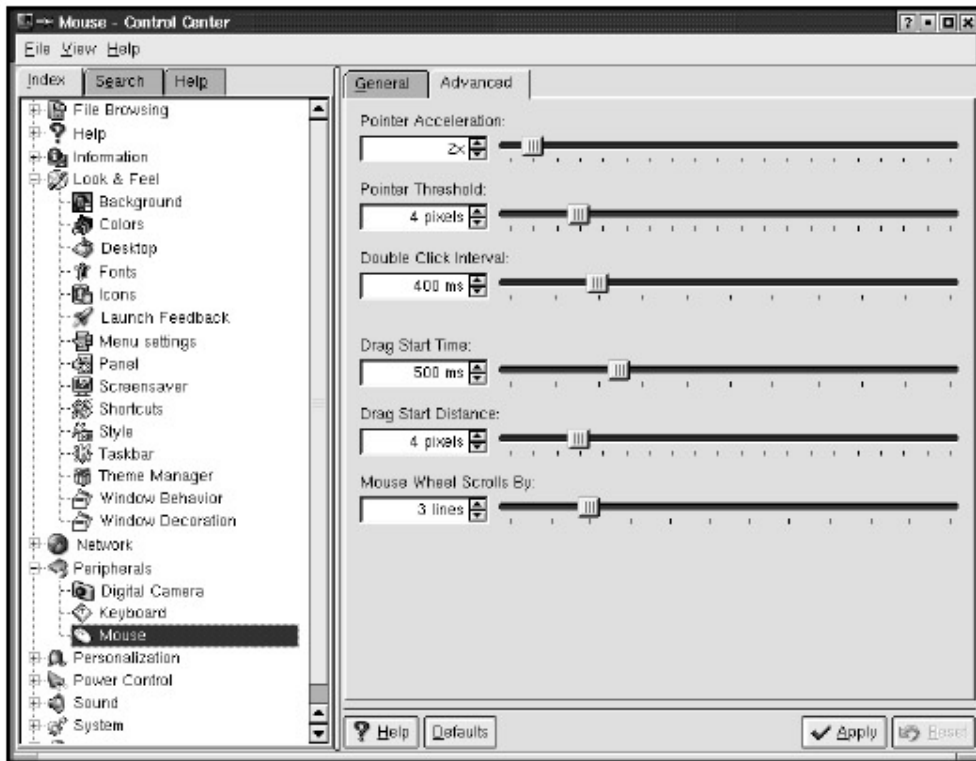 Mouse - Control Center
File View Help
Index Search Help
File Browsing
Help
Information
Look & Feel
Background
Colors
Desktop
Fonts
Icons
Launch Feedback
Menu settings
Panel
Screensaver
Shortcuts
Style
Taskbar
Theme Manager
Window Behavior
Window Decoration
Network
Peripherals
Digital Camera
Keyboard
Mouse
Personalization
Power Control
Sound
System
General Advanced
Pointer Acceleration:
2x
Pointer Threshold:
4 pixels
Double Click Interval:
400 ms
Drag Start Time:
500 ms
Drag Start Distance:
4 pixels
Mouse Wheel Scrolls By:
3 lines
Help Defaults Apply Reset